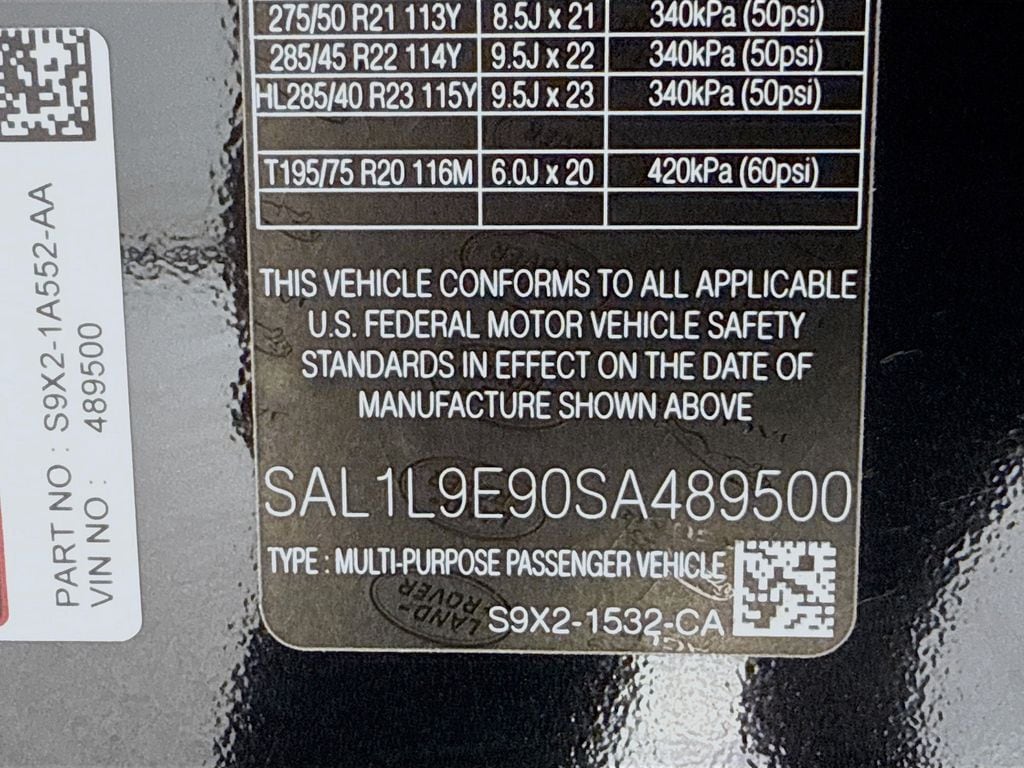 275/50 R21 113Y 8.5J x 21 340kPa (50psi)
285/45 R22 114Y 9.5J x 22 340kPa (50psi)
HL285/40 R23 115Y 9.5J x 23 340kPa (50psi)
T195/75 R20 116M 6.0J x 20 420kPa (60psi)
THIS VEHICLE CONFORMS TO ALL APPLICABLE
U.S. FEDERAL MOTOR VEHICLE SAFETY
STANDARDS IN EFFECT ON THE DATE OF
MANUFACTURE SHOWN ABOVE
SAL1L9E90SA489500
TYPE : MULTI-PURPOSE PASSENGER VEHICLE
S9X2-1532-CA
LAND-
ROVER
PART NO : S9X2-1A552-AA
VIN NO : 489500